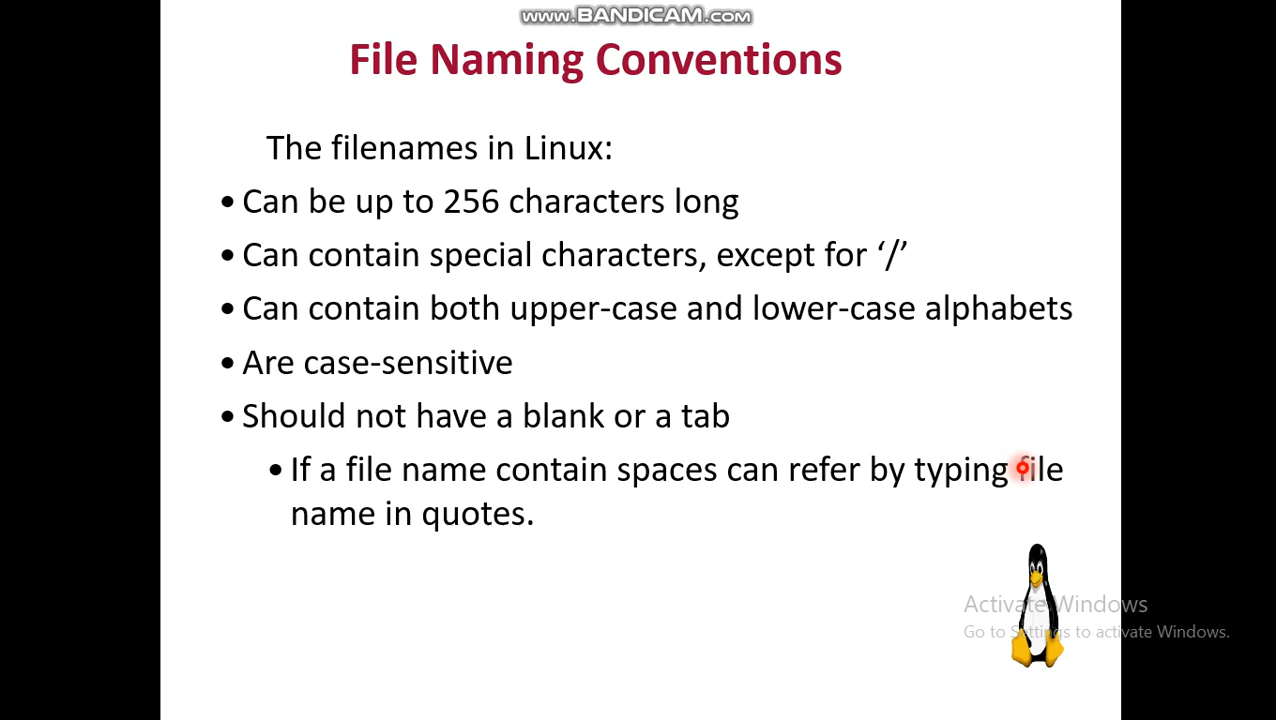 www.BANDICAM.com
File Naming Conventions
The filenames in Linux:
• Can be up to 256 characters long
• Can contain special characters, except for ‘/’
• Can contain both upper-case and lower-case alphabets
• Are case-sensitive
• Should not have a blank or a tab
• If a file name contain spaces can refer by typing file
name in quotes.
Activate Windows
Go to Settings to activate Windows.